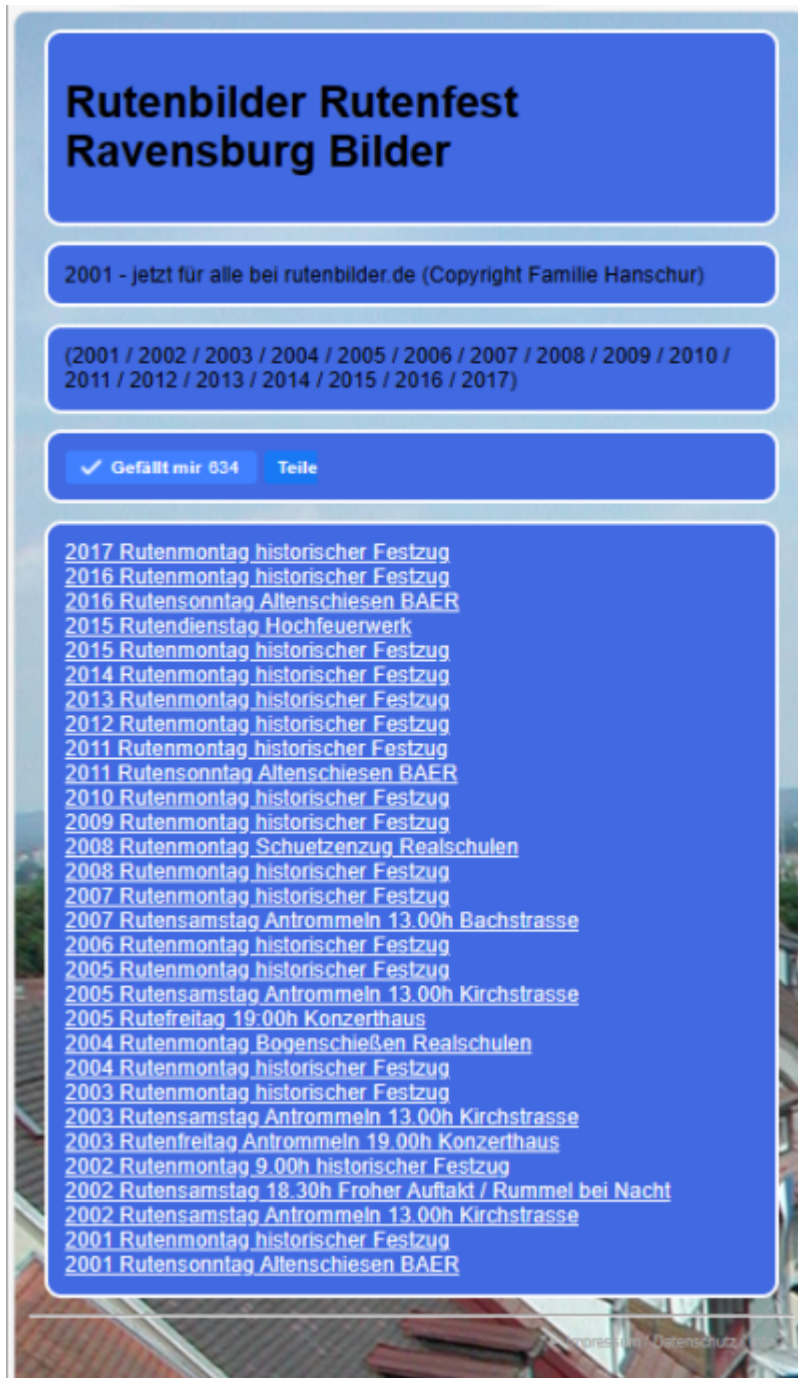 Rutenbilder Rutenfest
Ravensburg Bilder
2001 - jetzt für alle bei rutenbilder.de (Copyright Familie Hanschur)
(2001 / 2002 / 2003 / 2004 / 2005 / 2006 / 2007 / 2008 / 2009 / 2010 /
2011 / 2012 / 2013 / 2014 / 2015 / 2016 / 2017)
Gefällt mir 634 Teile
2017 Rutenmontag historischer Festzug
2016 Rutenmontag historischer Festzug
2016 Rutensonntag Altenschiesen BAER
2015 Rutendienstag Hochfeuerwerk
2015 Rutenmontag historischer Festzug
2014 Rutenmontag historischer Festzug
2013 Rutenmontag historischer Festzug
2012 Rutenmontag historischer Festzug
2011 Rutenmontag historischer Festzug
2011 Rutensonntag Altenschiesen BAER
2010 Rutenmontag historischer Festzug
2009 Rutenmontag historischer Festzug
2008 Rutenmontag Schuetzenzug Realschulen
2008 Rutenmontag historischer Festzug
2007 Rutenmontag historischer Festzug
2007 Rutensamstag Antrommeln 13.00h Bachstrasse
2006 Rutenmontag historischer Festzug
2005 Rutenmontag historischer Festzug
2005 Rutensamstag Antrommeln 13.00h Kirchstrasse
2005 Rutefreitag 19:00h Konzerthaus
2004 Rutenmontag Bogenschießen Realschulen
2004 Rutenmontag historischer Festzug
2003 Rutenmontag historischer Festzug
2003 Rutensamstag Antrommeln 13.00h Kirchstrasse
2003 Rutenfreitag Antrommeln 19.00h Konzerthaus
2002 Rutenmontag 9.00h historischer Festzug
2002 Rutensamstag 18.30h Froher Auftakt / Rummel bei Nacht
2002 Rutensamstag Antrommeln 13.00h Kirchstrasse
2001 Rutenmontag historischer Festzug
2001 Rutensonntag Altenschiesen BAER
Impressum / Datenschutz /